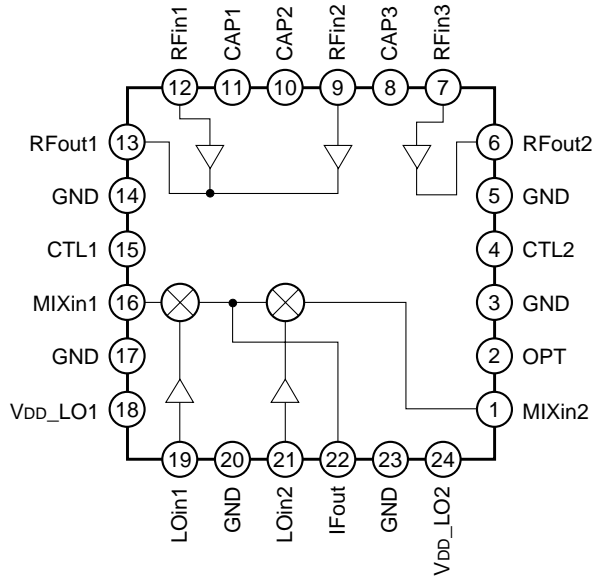 RFin1
CAP1
CAP2
RFin2
CAP3
RFin3
12
11
10
9
8
7
RFout1 13
6 RFout2
GND 14
5 GND
CTL1 15
4 CTL2
MIXin1 16
3 GND
GND 17
2 OPT
VDD_LO1 18
1 MIXin2
19
20
21
22
23
24
LOin1
GND
LOin2
IFout
GND
VDD_LO2